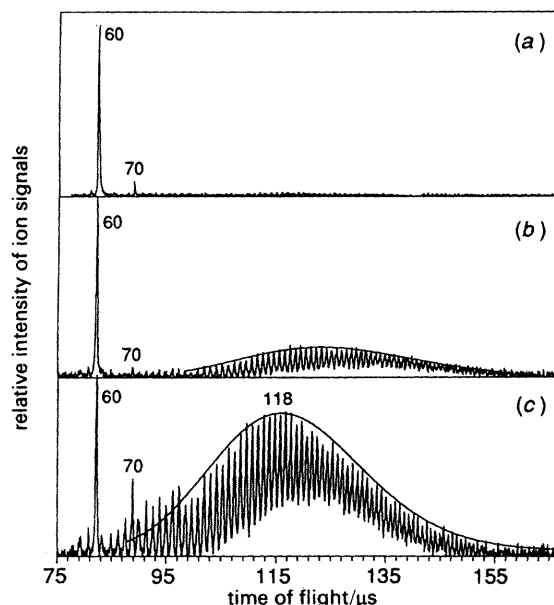 60
(a)
70
60
(b)
70
60
118
(c)
70
relative intensity of ion signals
75 95 115 135 155
time of flight/μs